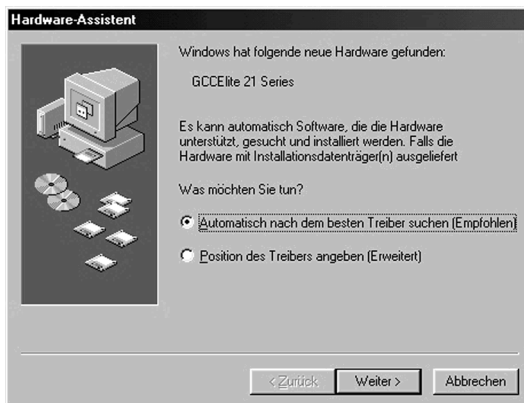 Hardware-Assistent
Windows hat folgende neue Hardware gefunden:
GCCElite 21 Series
Es kann automatisch Software, die die Hardware
unterstützt, gesucht und installiert werden. Falls die
Hardware mit Installationsdatenträger(n) ausgeliefert
Was möchten Sie tun?
Automatisch nach dem besten Treiber suchen (Empfohlen)
Position des Treibers angeben (Erweitert)
< Zurück Weiter > Abbrechen